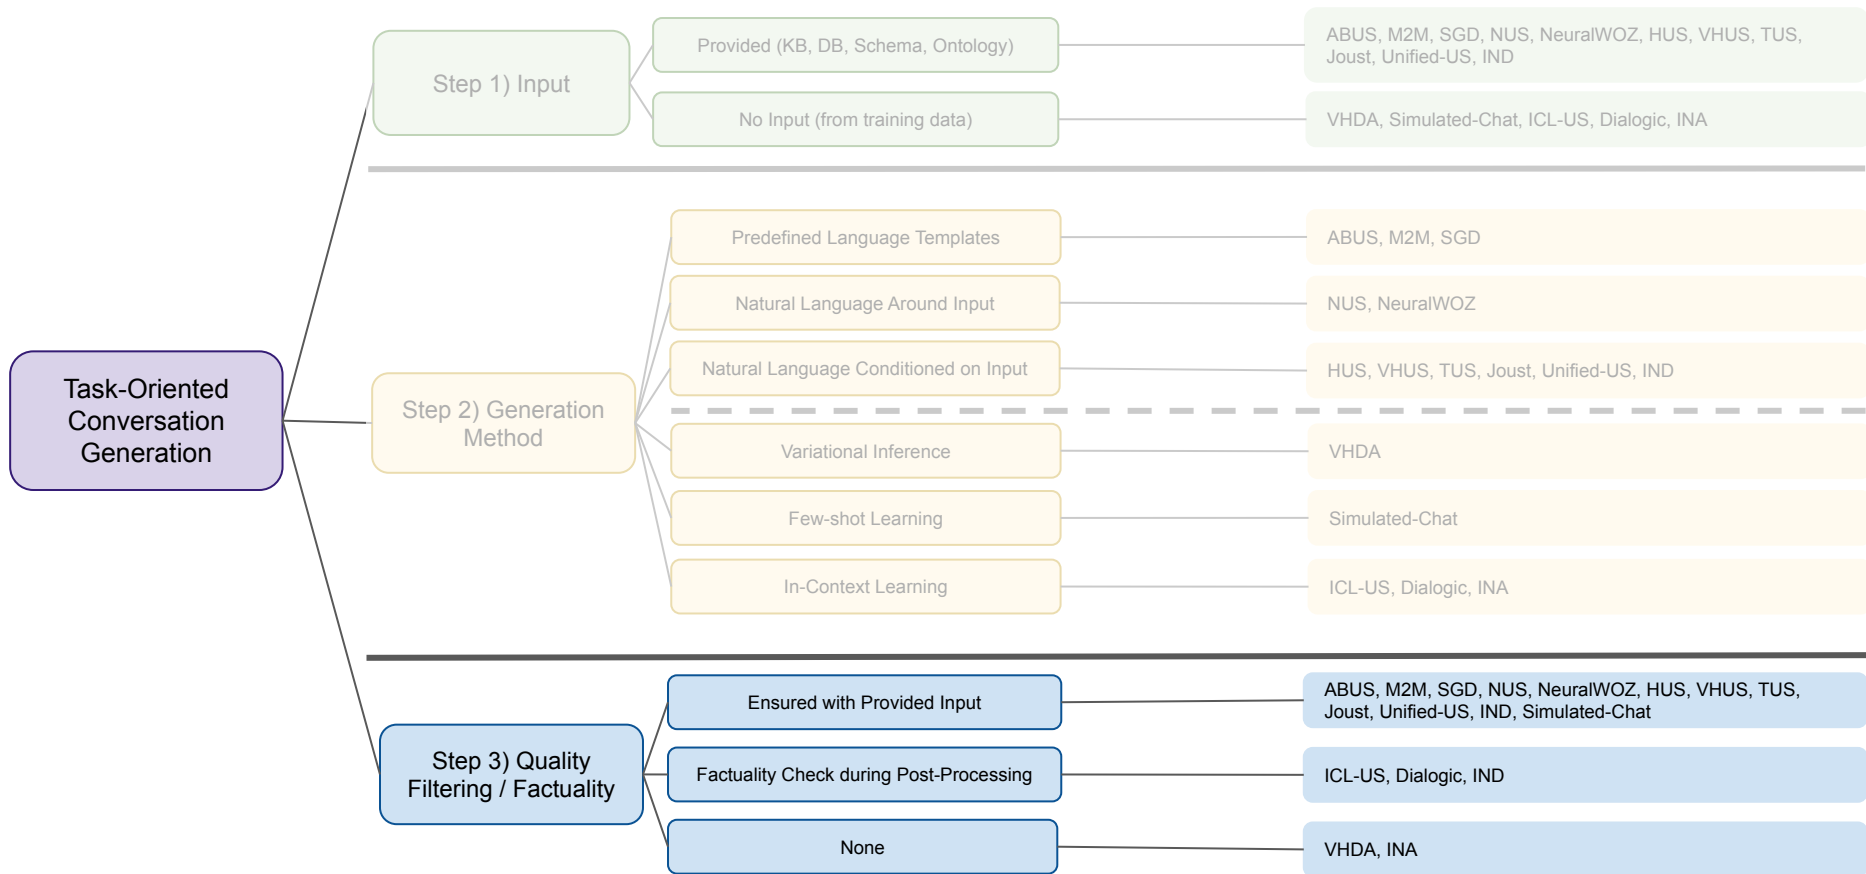 Step 1) Input
Provided (KB, DB, Schema, Ontology)
ABUS, M2M, SGD, NUS, NeuralWOZ, HUS, VHUS, TUS,
Joust, Unified-US, IND
No Input (from training data)
VHDA, Simulated-Chat, ICL-US, Dialogic, INA
Task-Oriented
Conversation
Generation
Step 2) Generation
Method
Predefined Language Templates
ABUS, M2M, SGD
Natural Language Around Input
NUS, NeuralWOZ
Natural Language Conditioned on Input
HUS, VHUS, TUS, Joust, Unified-US, IND
Variational Inference
VHDA
Few-shot Learning
Simulated-Chat
In-Context Learning
ICL-US, Dialogic, INA
Step 3) Quality
Filtering / Factuality
Ensured with Provided Input
ABUS, M2M, SGD, NUS, NeuralWOZ, HUS, VHUS, TUS,
Joust, Unified-US, IND, Simulated-Chat
Factuality Check during Post-Processing
ICL-US, Dialogic, IND
None
VHDA, INA